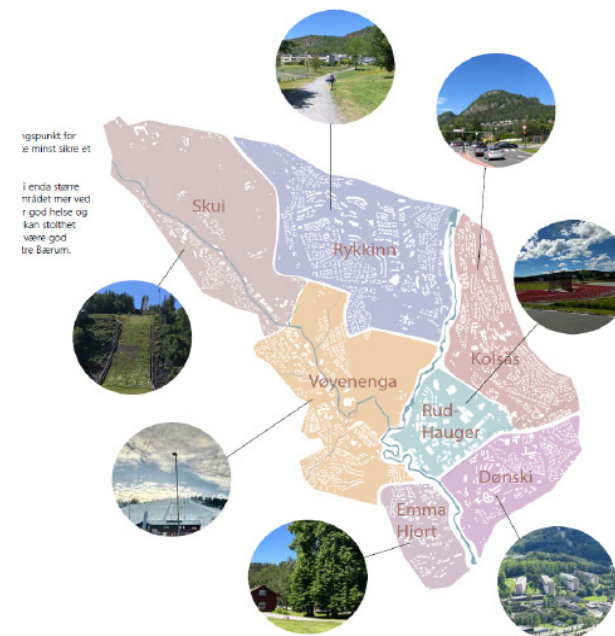 ngspunkt for
e minst sikre et
i enda større
mrådet mer ved
r god helse og
kan stolthet
være god
tre Bærum.
Skui
Rykkinn
Kolsås
Vøyenenga
Rud-
Hauger
Dønski
Emma
Hjort